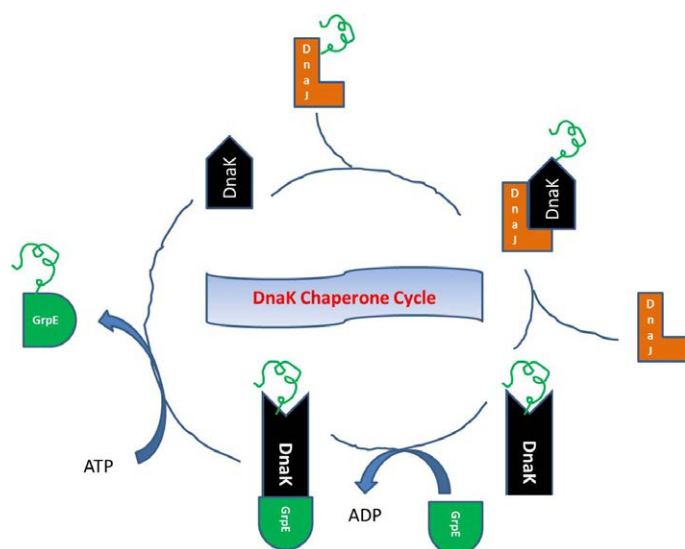 DnaJ
DnaK
DnaJ
DnaK
GrpE
DnaK Chaperone Cycle
DnaJ
DnaK
GrpE
DnaK
ATP
ADP
GrpE